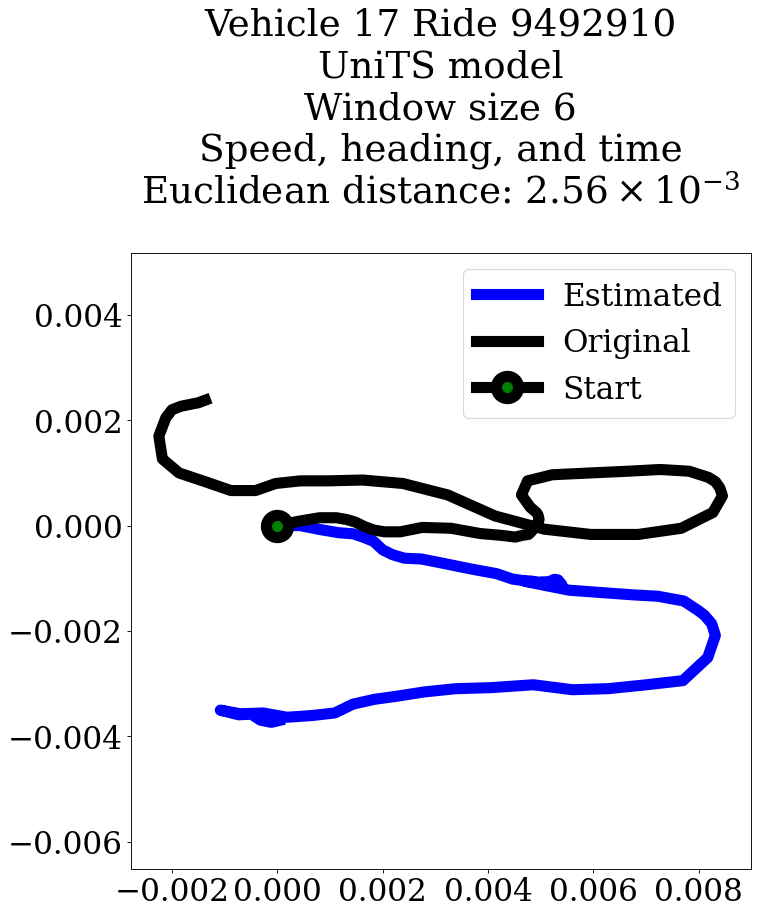 Vehicle 17 Ride 9492910
UniTS model
Window size 6
Speed, heading, and time
Euclidean distance: 2.56 × 10⁻³
Estimated
Original
Start
0.004
0.002
0.000
−0.002
−0.004
−0.006
−0.002 0.000 0.002 0.004 0.006 0.008